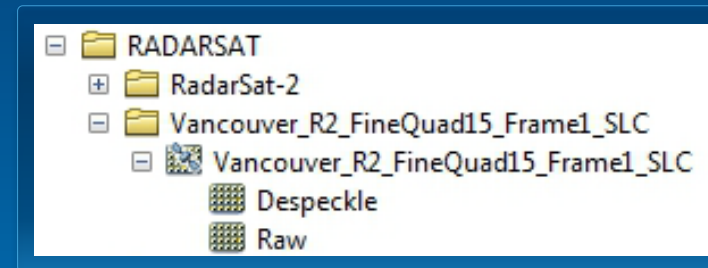 RADARSAT
RadarSat-2
Vancouver_R2_FineQuad15_Frame1_SLC
Vancouver_R2_FineQuad15_Frame1_SLC
Despeckle
Raw